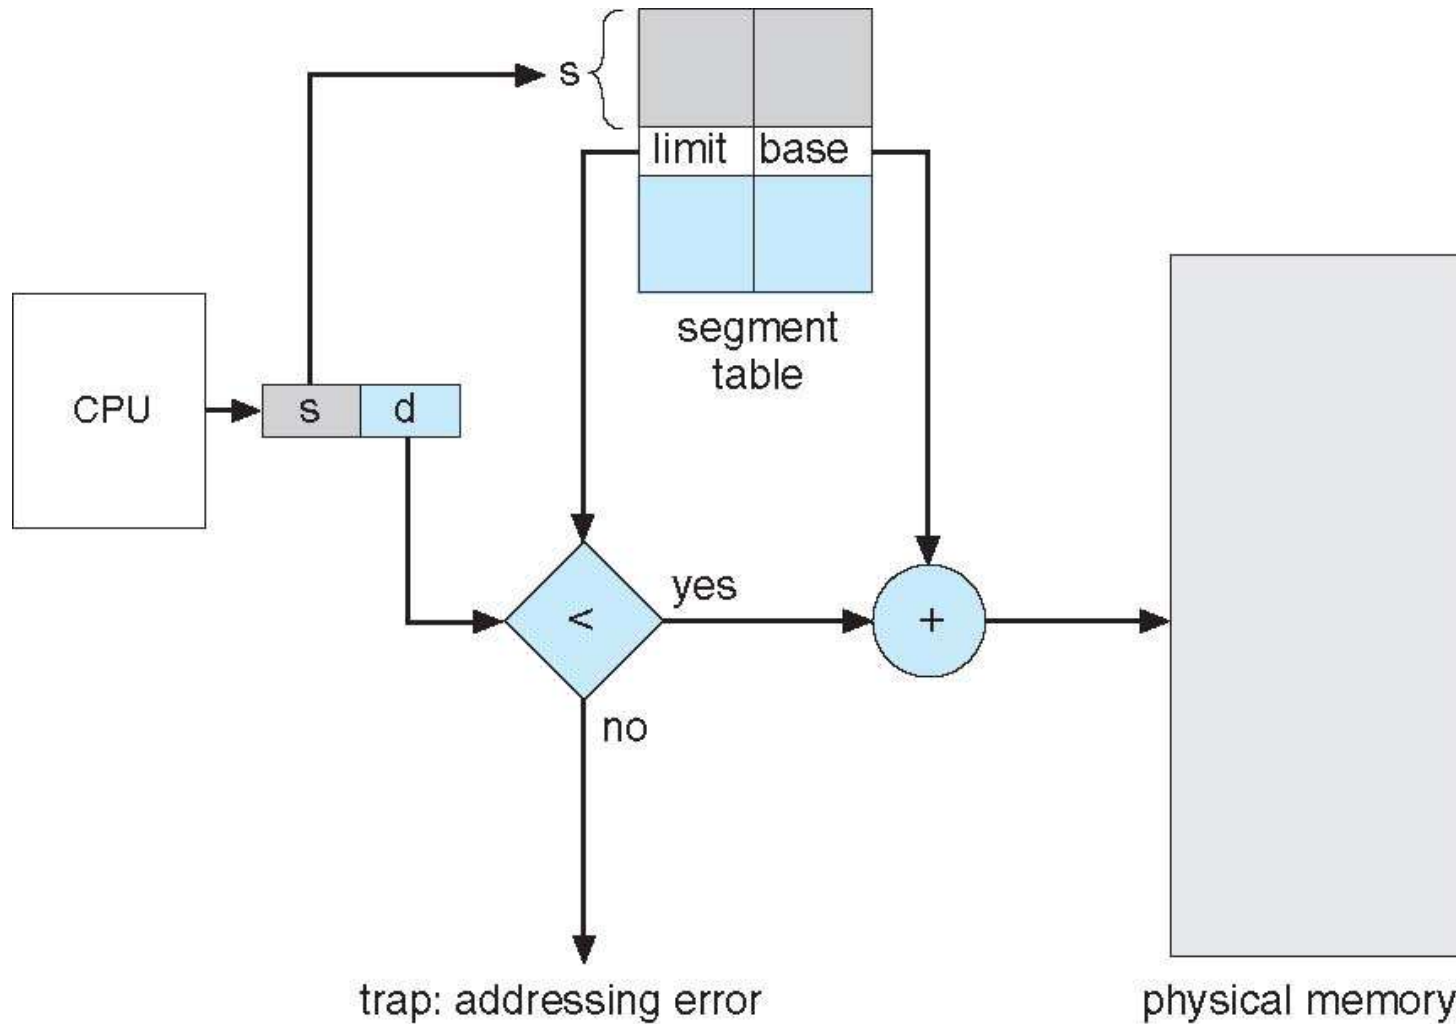 s
limit base
segment
table
CPU
s d
yes
<
+
no
trap: addressing error
physical memory